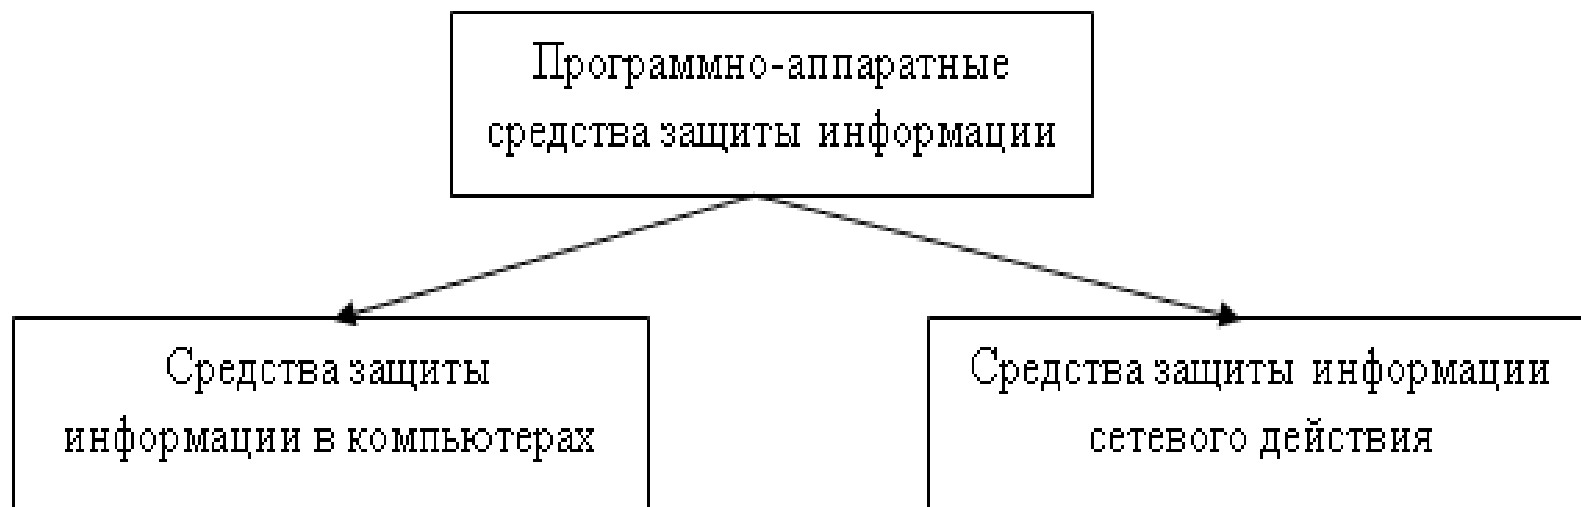 Программно-аппаратные
средства защиты информации
Средства защиты
информации в компьютерах
Средства защиты информации
сетевого действия